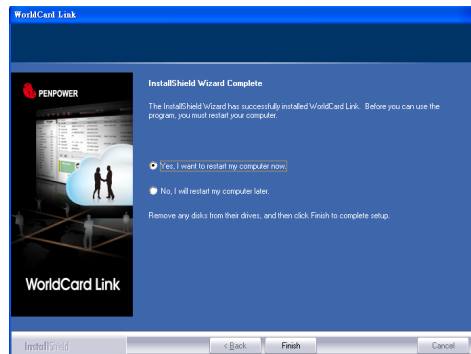 WorldCard Link
PENPOWER
InstallShield Wizard Complete
The InstallShield Wizard has successfully installed WorldCard Link. Before you can use the
program, you must restart your computer.
Yes, I want to restart my computer now.
No, I will restart my computer later.
Remove any disks from their drives, and then click Finish to complete setup.
WorldCard Link
InstallShield
< Back
Finish
Cancel